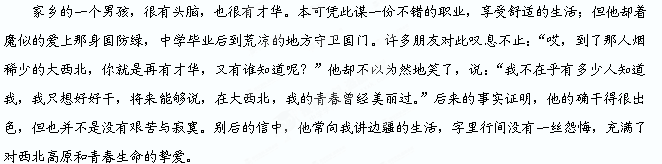 家乡的一个男孩，很有头脑，也很有才华。本可凭此谋一份不错的职业，享受舒适的生活；但他却着
魔似的爱上那身国防绿，中学毕业后到荒凉的地方守卫国门。许多朋友对此叹息不止：“哎，到了那人烟
稀少的大西北，你就是再有才华，又有谁知道呢？”他却不以为然地笑了，说：“我不在乎有多少人知道
我，我只想好好干，将来能够说，在大西北，我的青春曾经美丽过。”后来的事实证明，他的确干得很出
色，但也并不是没有艰苦与寂寞。别后的信中，他常向我讲边疆的生活，字里行间没有一丝怨悔，充满了
对西北高原和青春生命的挚爱。